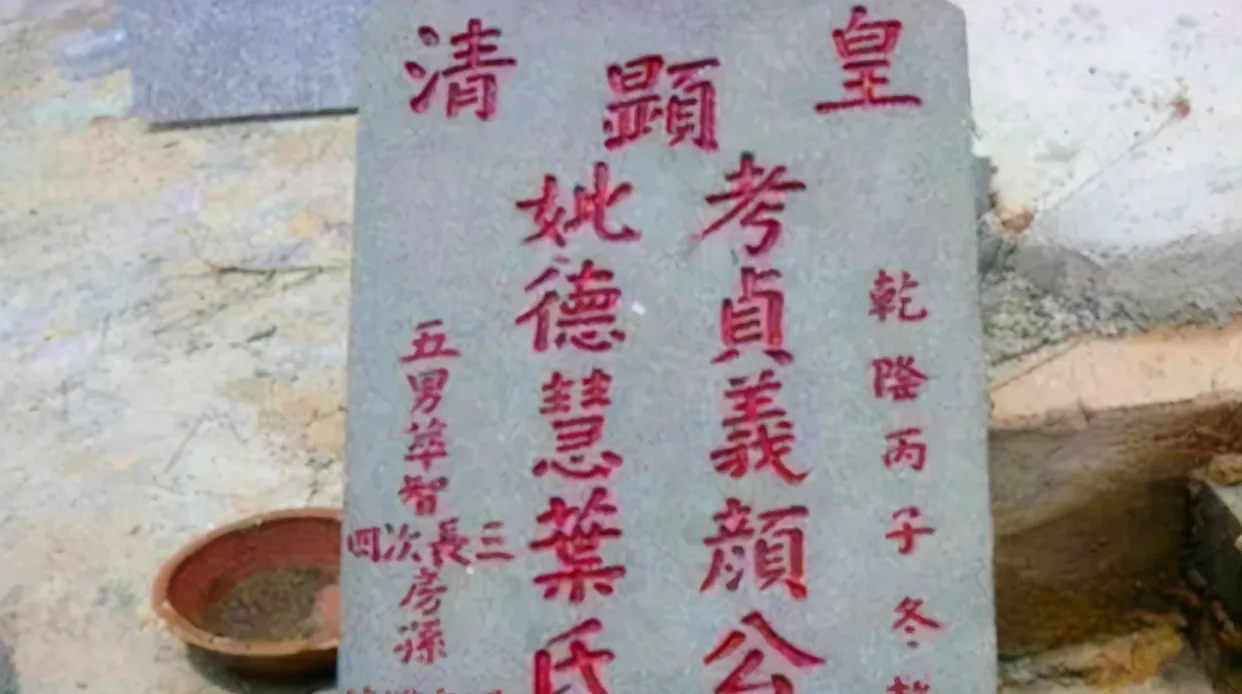 皇清
顯
考貞義顏公
妣德慧葉氏
乾隆丙子冬
五男萃智
三長次四
房孫